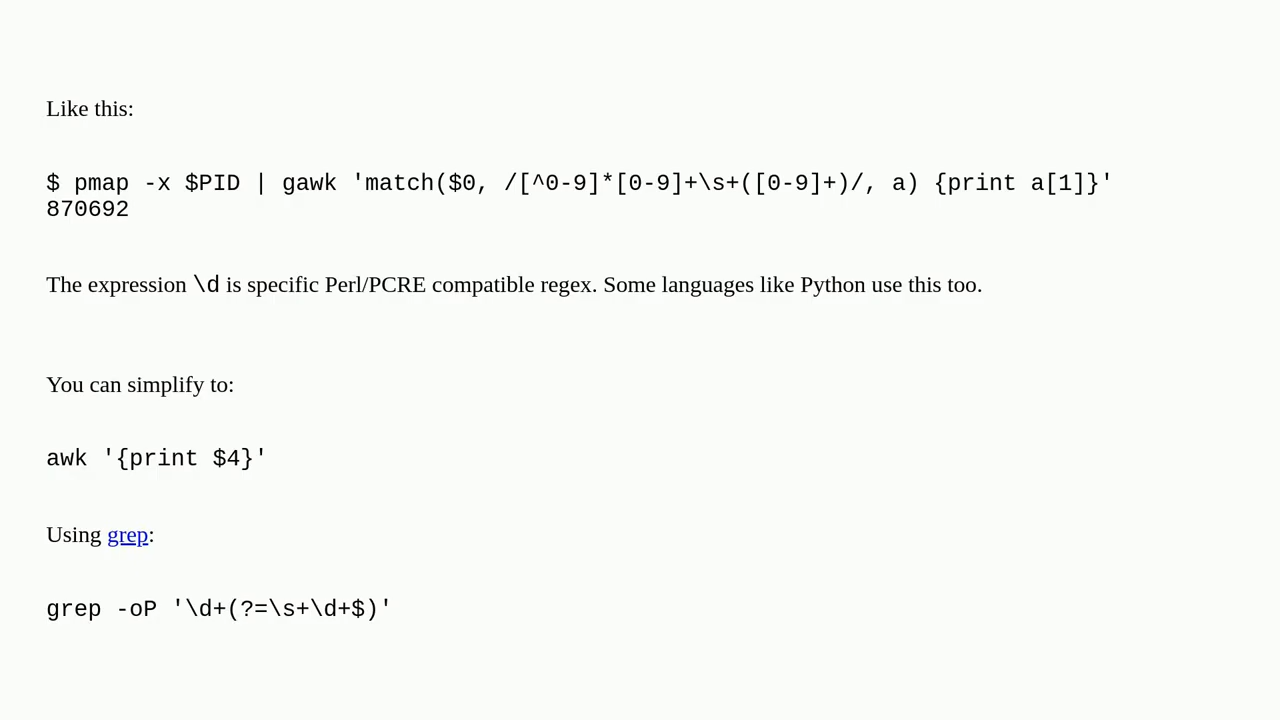 Like this:
$ pmap -x $PID | gawk 'match($0, /[^0-9]*[0-9]+\s+([0-9]+)/, a) {print a[1]}'
870692
The expression \d is specific Perl/PCRE compatible regex. Some languages like Python use this too.
You can simplify to:
awk '{print $4}'
Using grep:
grep -oP '\d+(?=\s+\d+$)'